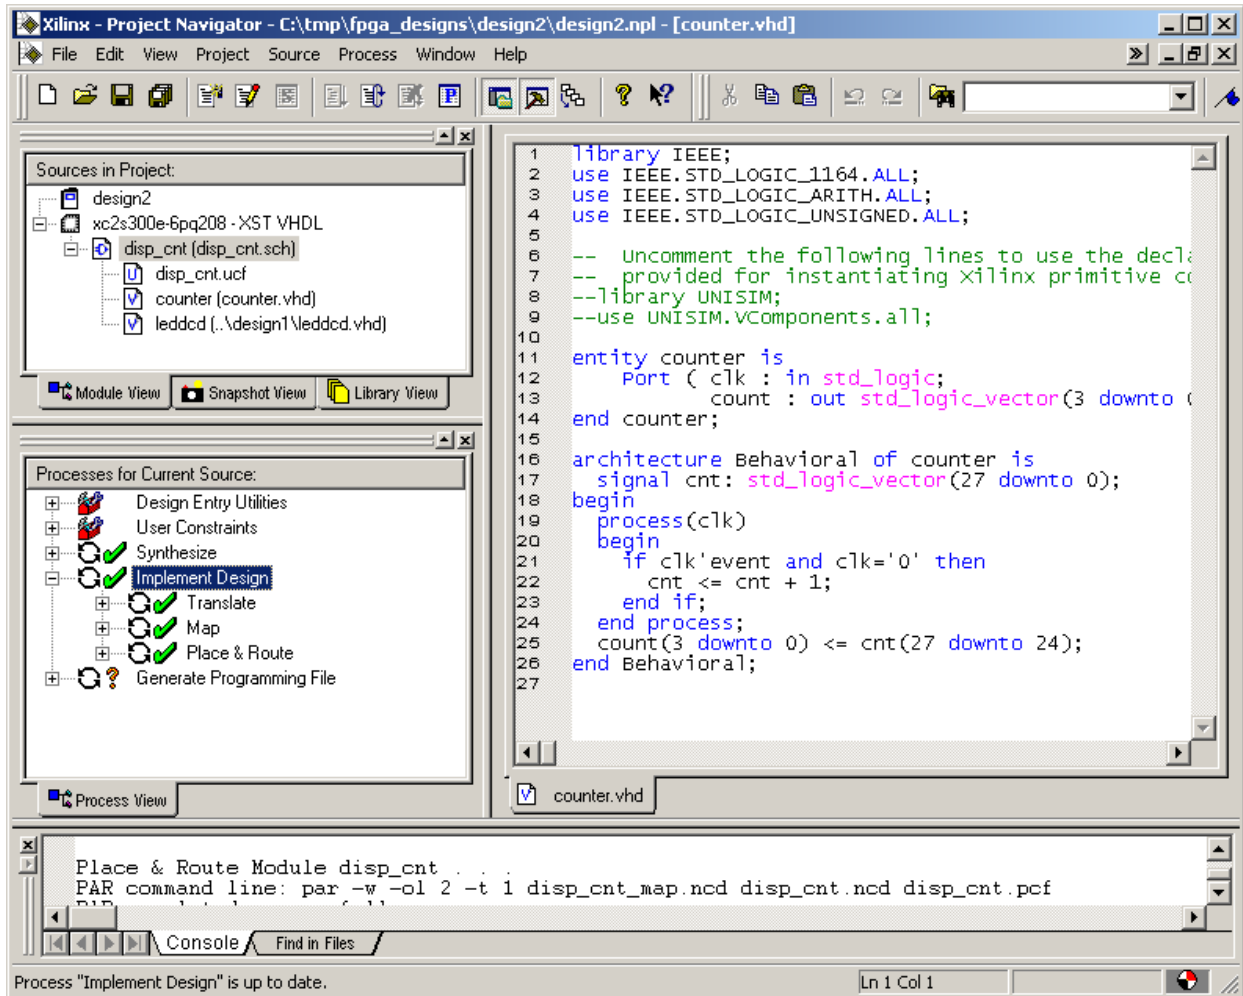 Xilinx - Project Navigator - C:\tmp\fpga_designs\design2\design2.npl - [counter.vhd]
File Edit View Project Source Process Window Help
Sources in Project:
design2
xc2s300e-6pq208 - XST VHDL
disp_cnt (disp_cnt.sch)
disp_cnt.ucf
counter (counter.vhd)
leddcd (..\design1\leddcd.vhd)
Module View Snapshot View Library View
Processes for Current Source:
Design Entry Utilities
User Constraints
Synthesize
Implement Design
Translate
Map
Place & Route
Generate Programming File
Process View
1 library IEEE;
2 use IEEE.STD_LOGIC_1164.ALL;
3 use IEEE.STD_LOGIC_ARITH.ALL;
4 use IEEE.STD_LOGIC_UNSIGNED.ALL;
5
6 -- Uncomment the following lines to use the decla
7 -- provided for instantiating Xilinx primitive co
8 --library UNISIM;
9 --use UNISIM.VComponents.all;
10
11 entity counter is
12 Port ( clk : in std_logic;
13 count : out std_logic_vector(3 downto 0
14 end counter;
15
16 architecture Behavioral of counter is
17 signal cnt: std_logic_vector(27 downto 0);
18 begin
19 process(clk)
20 begin
21 if clk'event and clk='0' then
22 cnt <= cnt + 1;
23 end if;
24 end process;
25 count(3 downto 0) <= cnt(27 downto 24);
26 end Behavioral;
27
counter.vhd
Place & Route Module disp_cnt . . .
PAR command line: par -w -ol 2 -t 1 disp_cnt_map.ncd disp_cnt.ncd disp_cnt.pcf
Console Find in Files
Process "Implement Design" is up to date.
Ln 1 Col 1